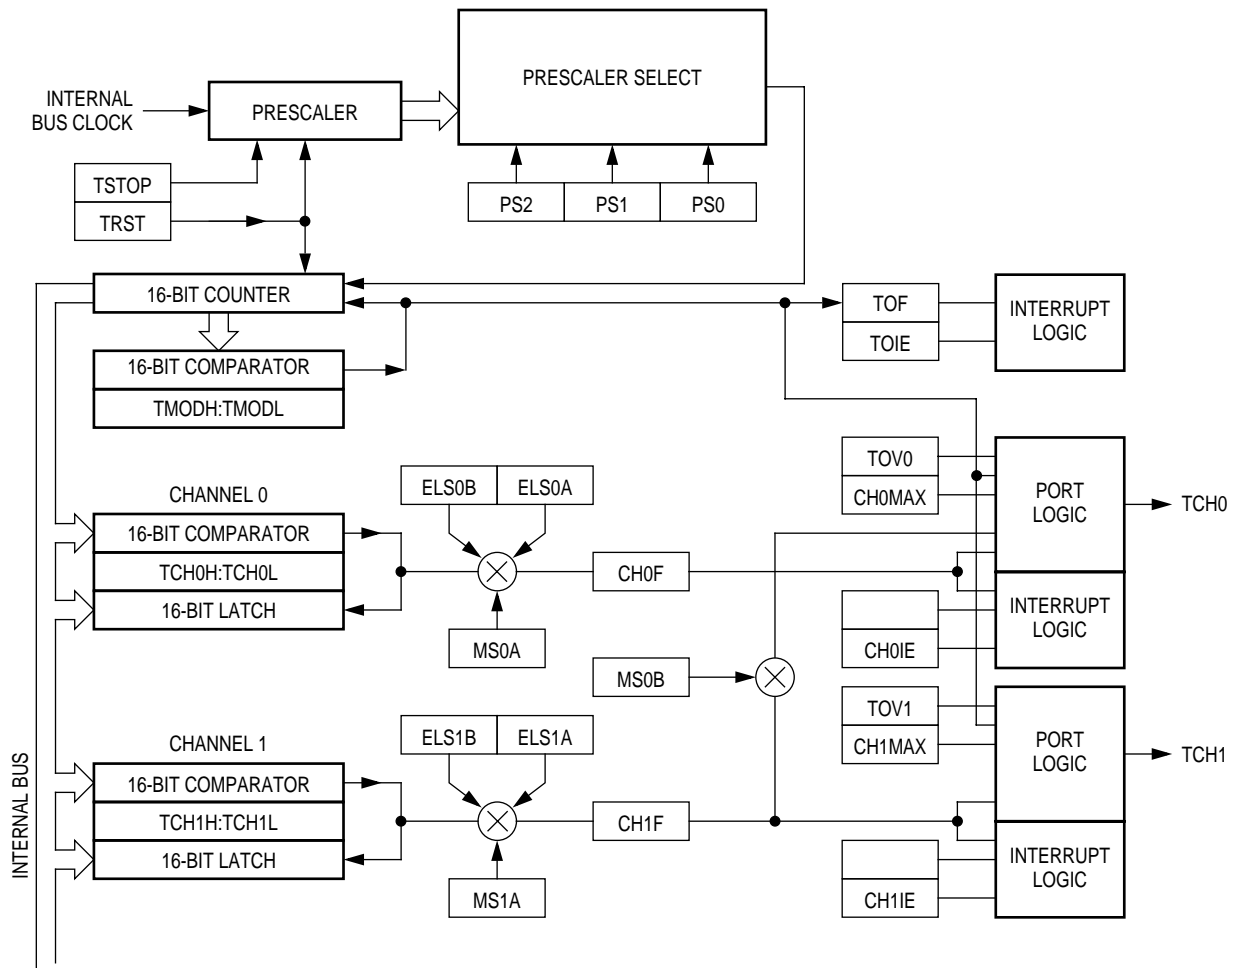 PRESCALER SELECT
INTERNAL
BUS CLOCK
PRESCALER
TSTOP
TRST
PS2
PS1
PS0
16-BIT COUNTER
16-BIT COMPARATOR
TMODH:TMODL
TOF
TOIE
INTERRUPT
LOGIC
CHANNEL 0
16-BIT COMPARATOR
TCH0H:TCH0L
16-BIT LATCH
ELS0B
ELS0A
CH0F
MS0A
TOV0
CH0MAX
PORT
LOGIC
TCH0
CH0IE
INTERRUPT
LOGIC
MS0B
CHANNEL 1
16-BIT COMPARATOR
TCH1H:TCH1L
16-BIT LATCH
ELS1B
ELS1A
CH1F
MS1A
TOV1
CH1MAX
PORT
LOGIC
TCH1
CH1IE
INTERRUPT
LOGIC
INTERNAL BUS